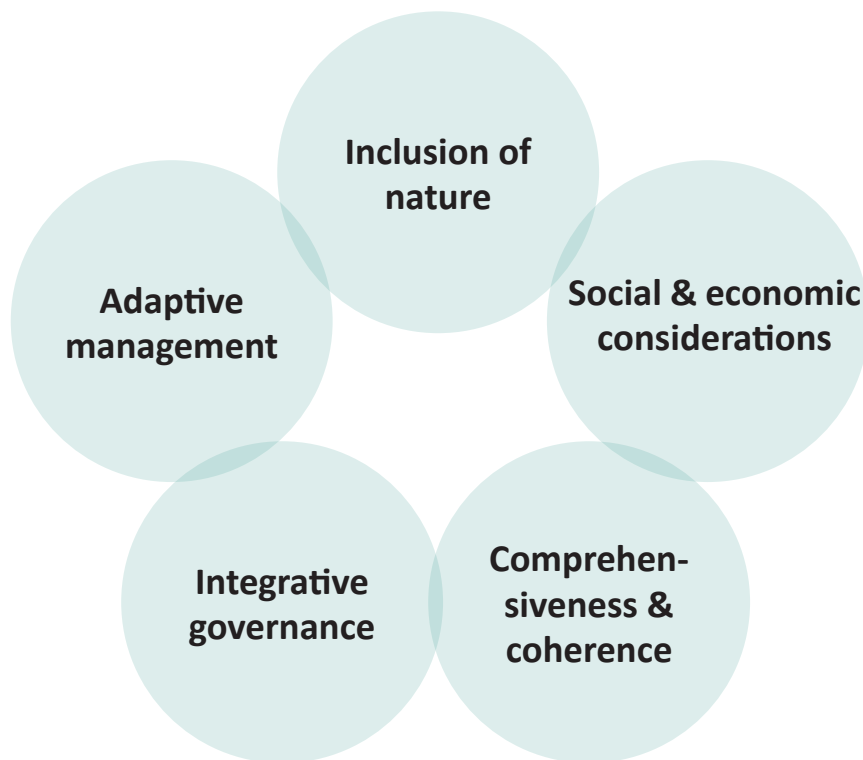 Inclusion of
nature
Social & economic
considerations
Comprehen-
siveness &
coherence
Integrative
governance
Adaptive
management